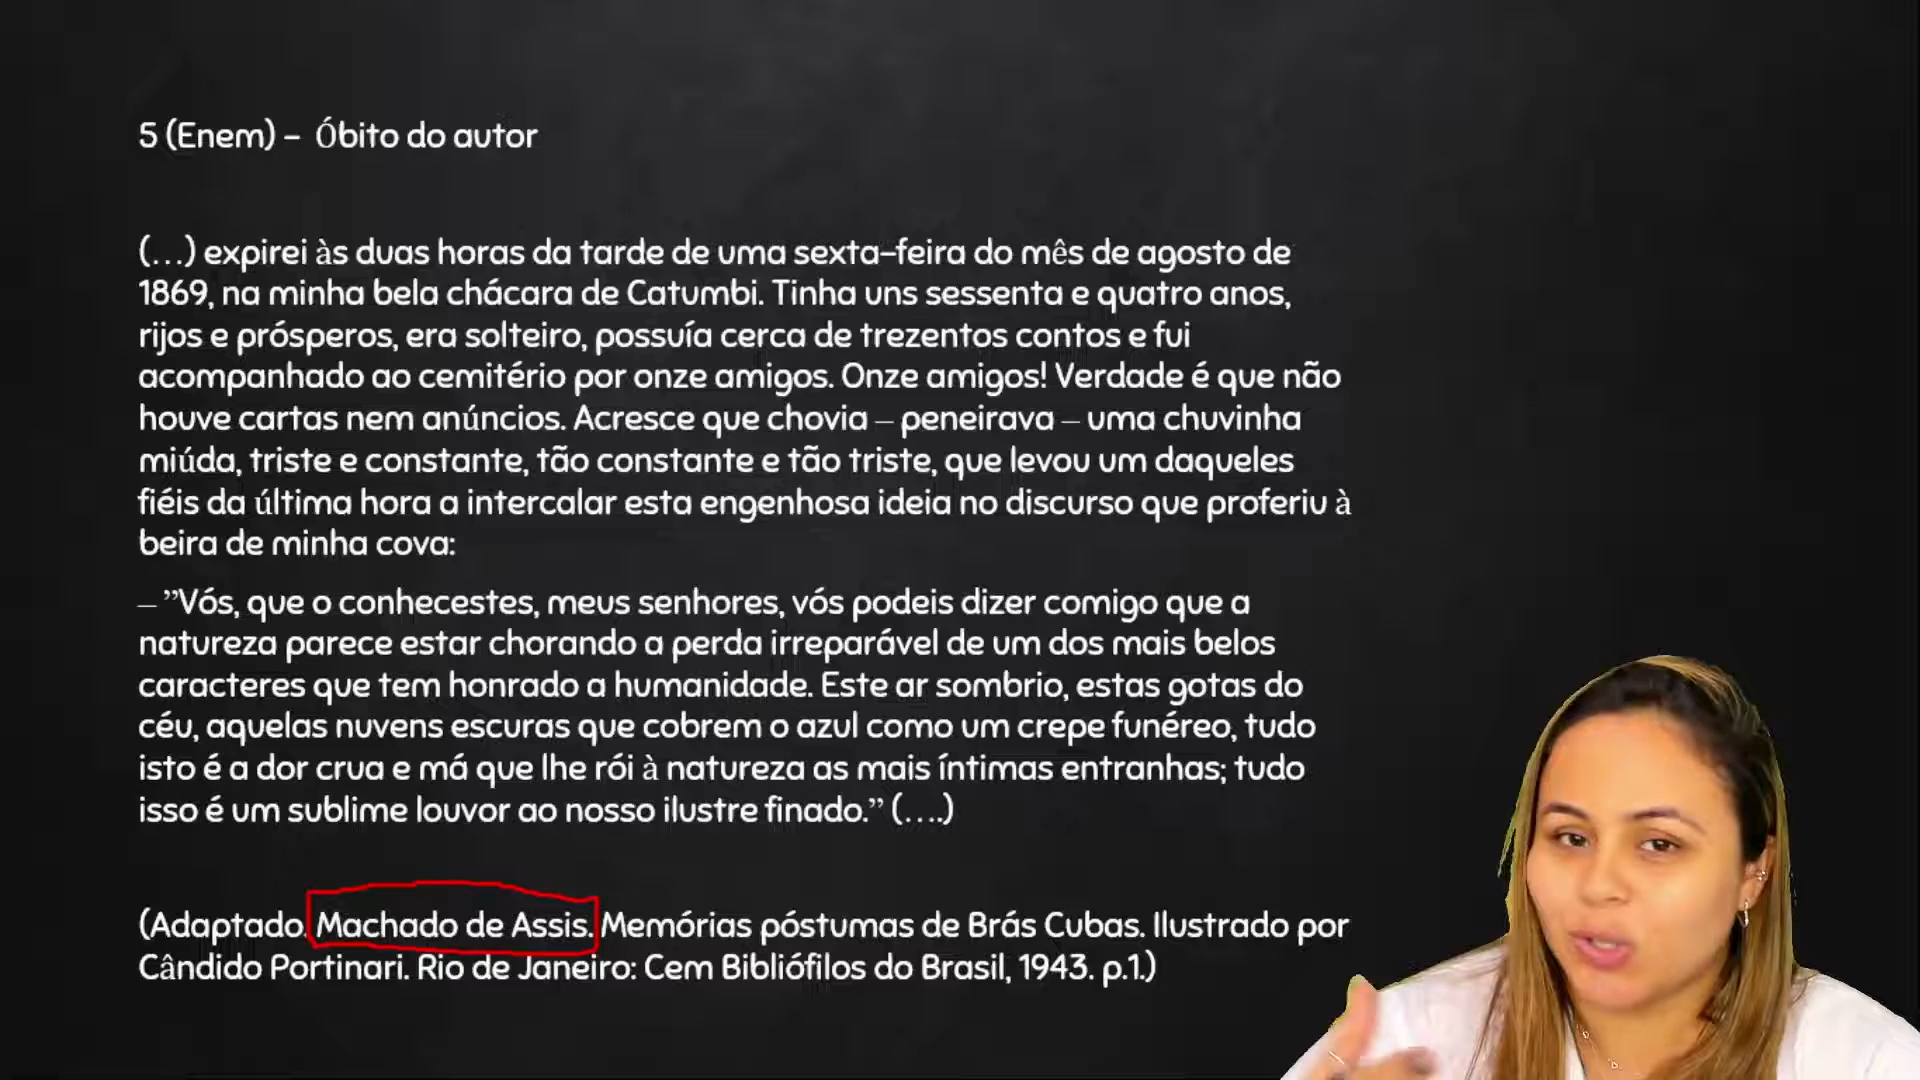 5 (Enem) – Óbito do autor
(…) expirei às duas horas da tarde de uma sexta-feira do mês de agosto de
1869, na minha bela chácara de Catumbi. Tinha uns sessenta e quatro anos,
rijos e prósperos, era solteiro, possuía cerca de trezentos contos e fui
acompanhado ao cemitério por onze amigos. Onze amigos! Verdade é que não
houve cartas nem anúncios. Acresce que chovia – peneirava – uma chuvinha
miúda, triste e constante, tão constante e tão triste, que levou um daqueles
fiéis da última hora a intercalar esta engenhosa ideia no discurso que proferiu à
beira de minha cova:
– ”Vós, que o conhecestes, meus senhores, vós podeis dizer comigo que a
natureza parece estar chorando a perda irreparável de um dos mais belos
caracteres que tem honrado a humanidade. Este ar sombrio, estas gotas do
céu, aquelas nuvens escuras que cobrem o azul como um crepe funéreo, tudo
isto é a dor crua e má que lhe rói à natureza as mais íntimas entranhas; tudo
isso é um sublime louvor ao nosso ilustre finado.” (….)
(Adaptado. Machado de Assis. Memórias póstumas de Brás Cubas. Ilustrado por
Cândido Portinari. Rio de Janeiro: Cem Bibliófilos do Brasil, 1943. p.1.)